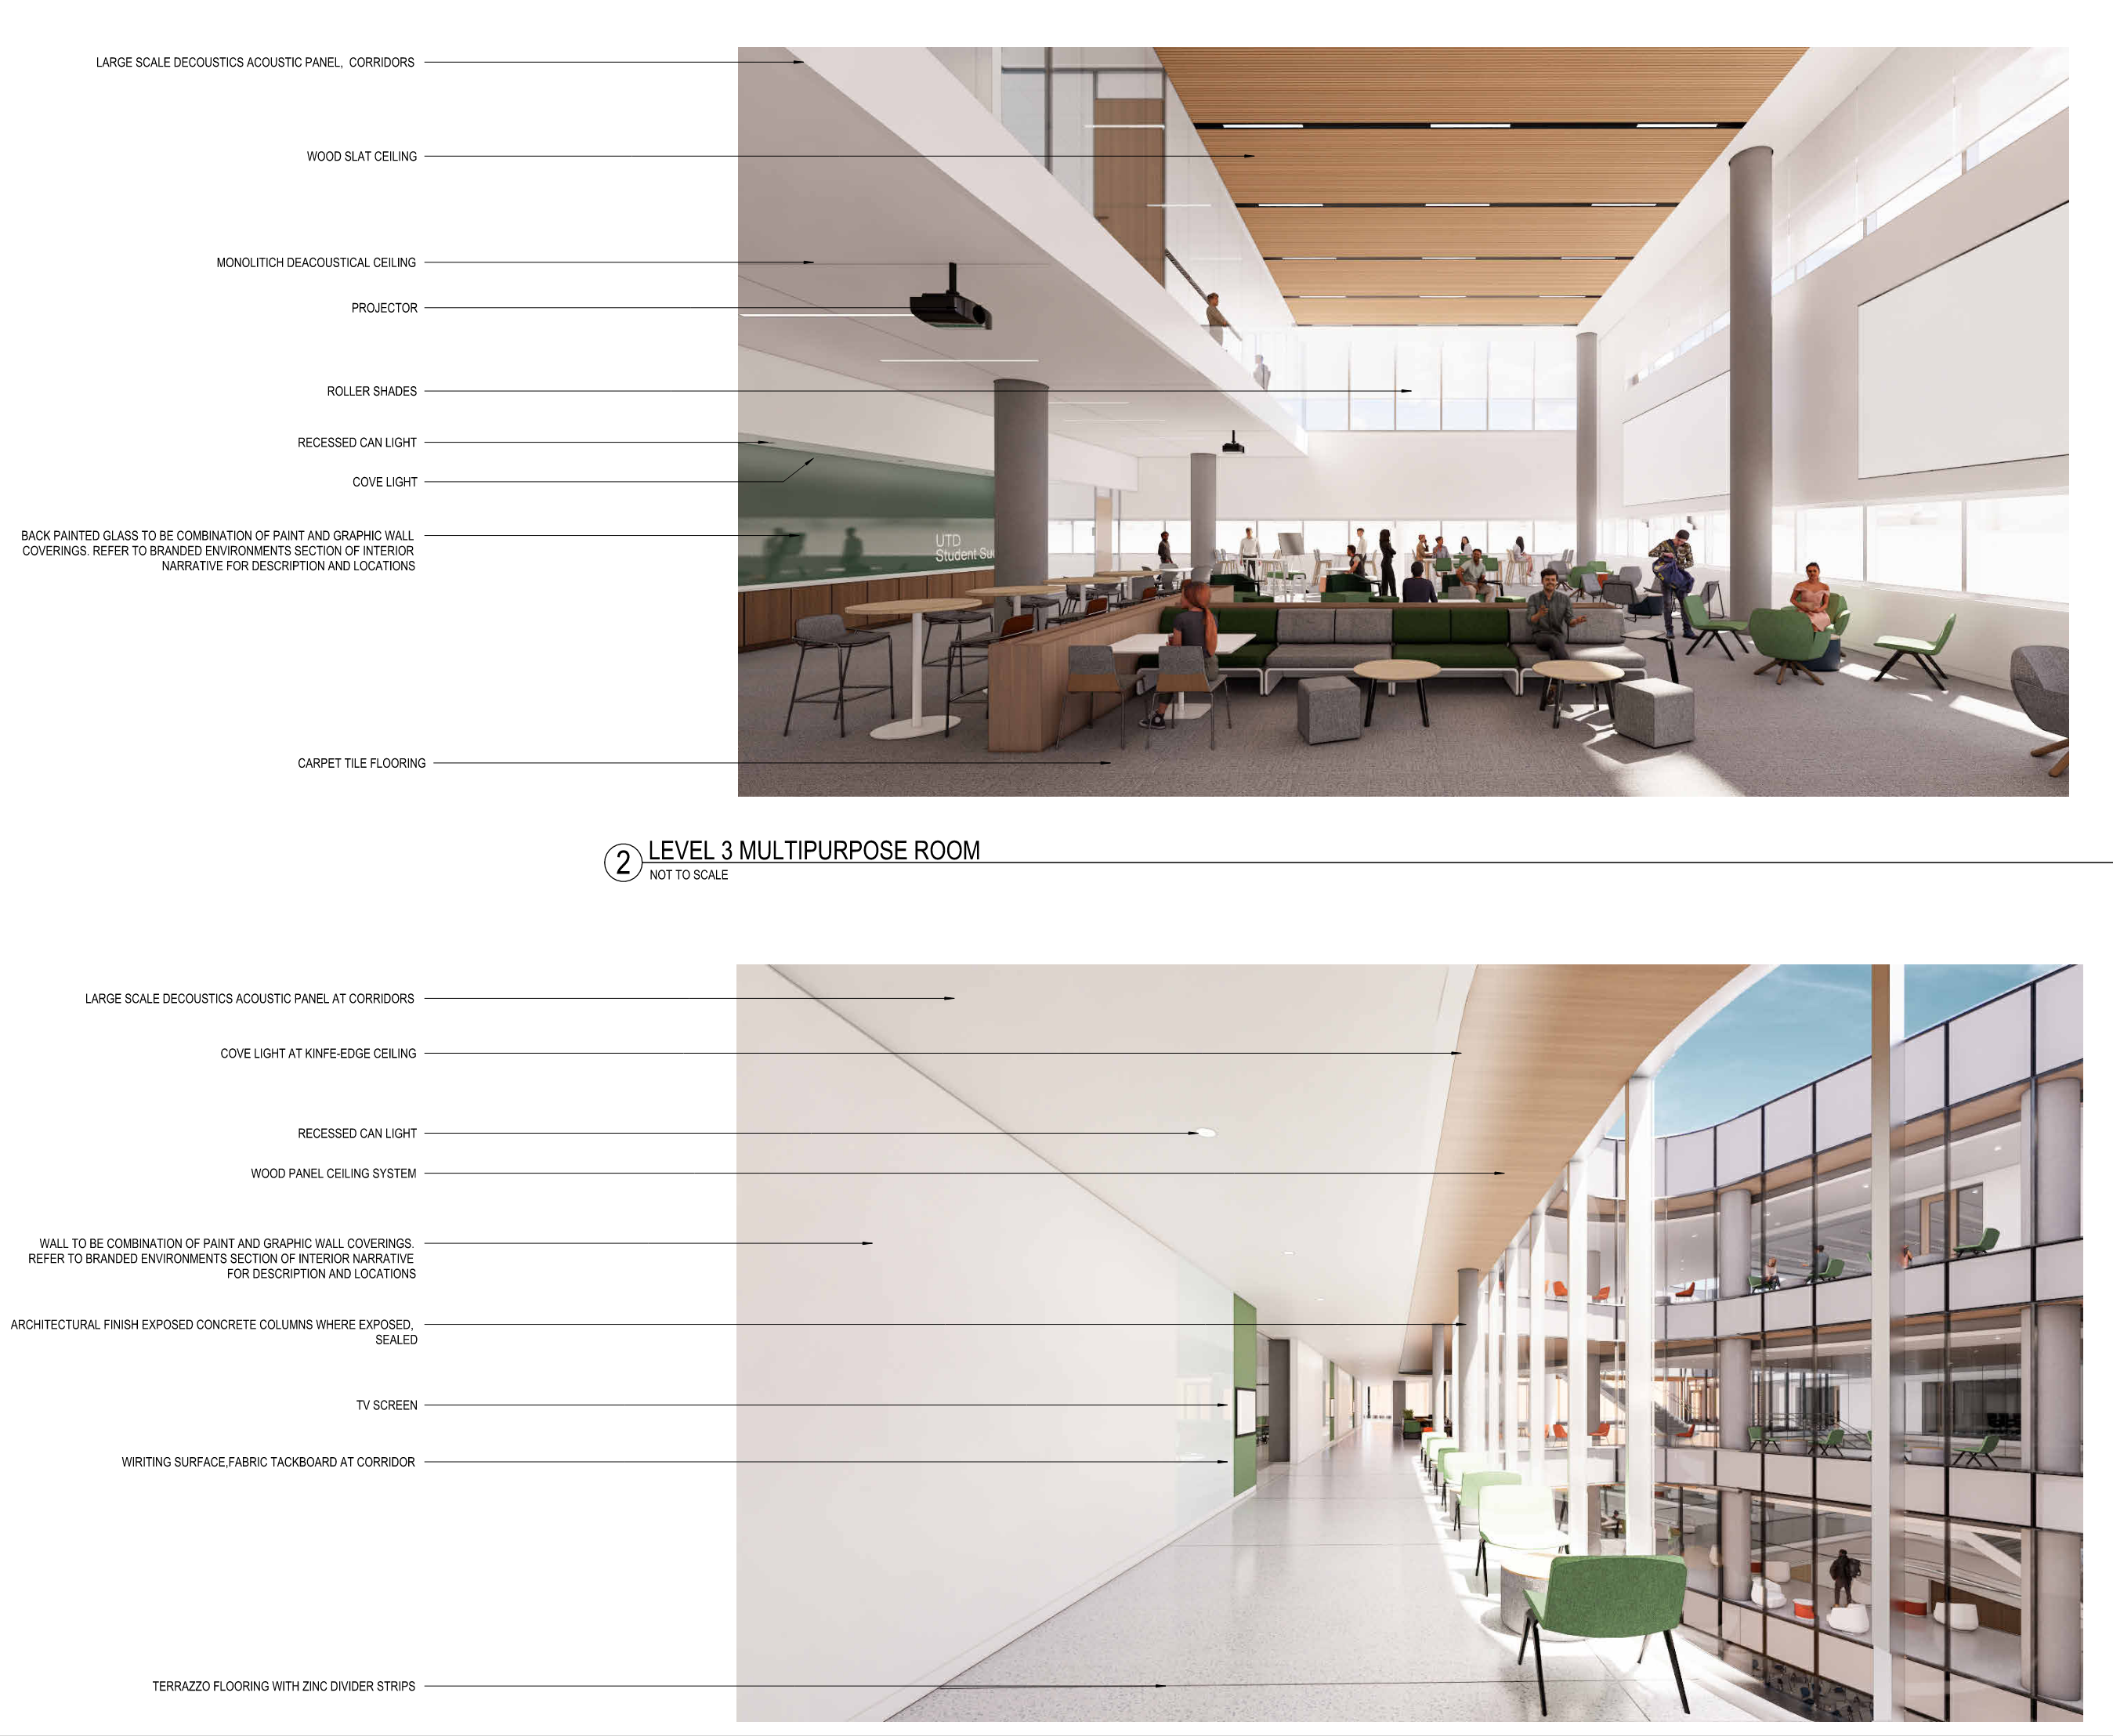 LARGE SCALE DECOUSTICS ACOUSTIC PANEL, CORRIDORS
WOOD SLAT CEILING
MONOLITICH DEACOUSTICAL CEILING
PROJECTOR
ROLLER SHADES
RECESSED CAN LIGHT
COVE LIGHT
BACK PAINTED GLASS TO BE COMBINATION OF PAINT AND GRAPHIC WALL
COVERINGS. REFER TO BRANDED ENVIRONMENTS SECTION OF INTERIOR
NARRATIVE FOR DESCRIPTION AND LOCATIONS
UTD
Student Su
CARPET TILE FLOORING
2
LEVEL 3 MULTIPURPOSE ROOM
NOT TO SCALE
LARGE SCALE DECOUSTICS ACOUSTIC PANEL AT CORRIDORS
COVE LIGHT AT KINFE-EDGE CEILING
RECESSED CAN LIGHT
WOOD PANEL CEILING SYSTEM
WALL TO BE COMBINATION OF PAINT AND GRAPHIC WALL COVERINGS.
REFER TO BRANDED ENVIRONMENTS SECTION OF INTERIOR NARRATIVE
FOR DESCRIPTION AND LOCATIONS
ARCHITECTURAL FINISH EXPOSED CONCRETE COLUMNS WHERE EXPOSED,
SEALED
TV SCREEN
WIRITING SURFACE,FABRIC TACKBOARD AT CORRIDOR
TERRAZZO FLOORING WITH ZINC DIVIDER STRIPS